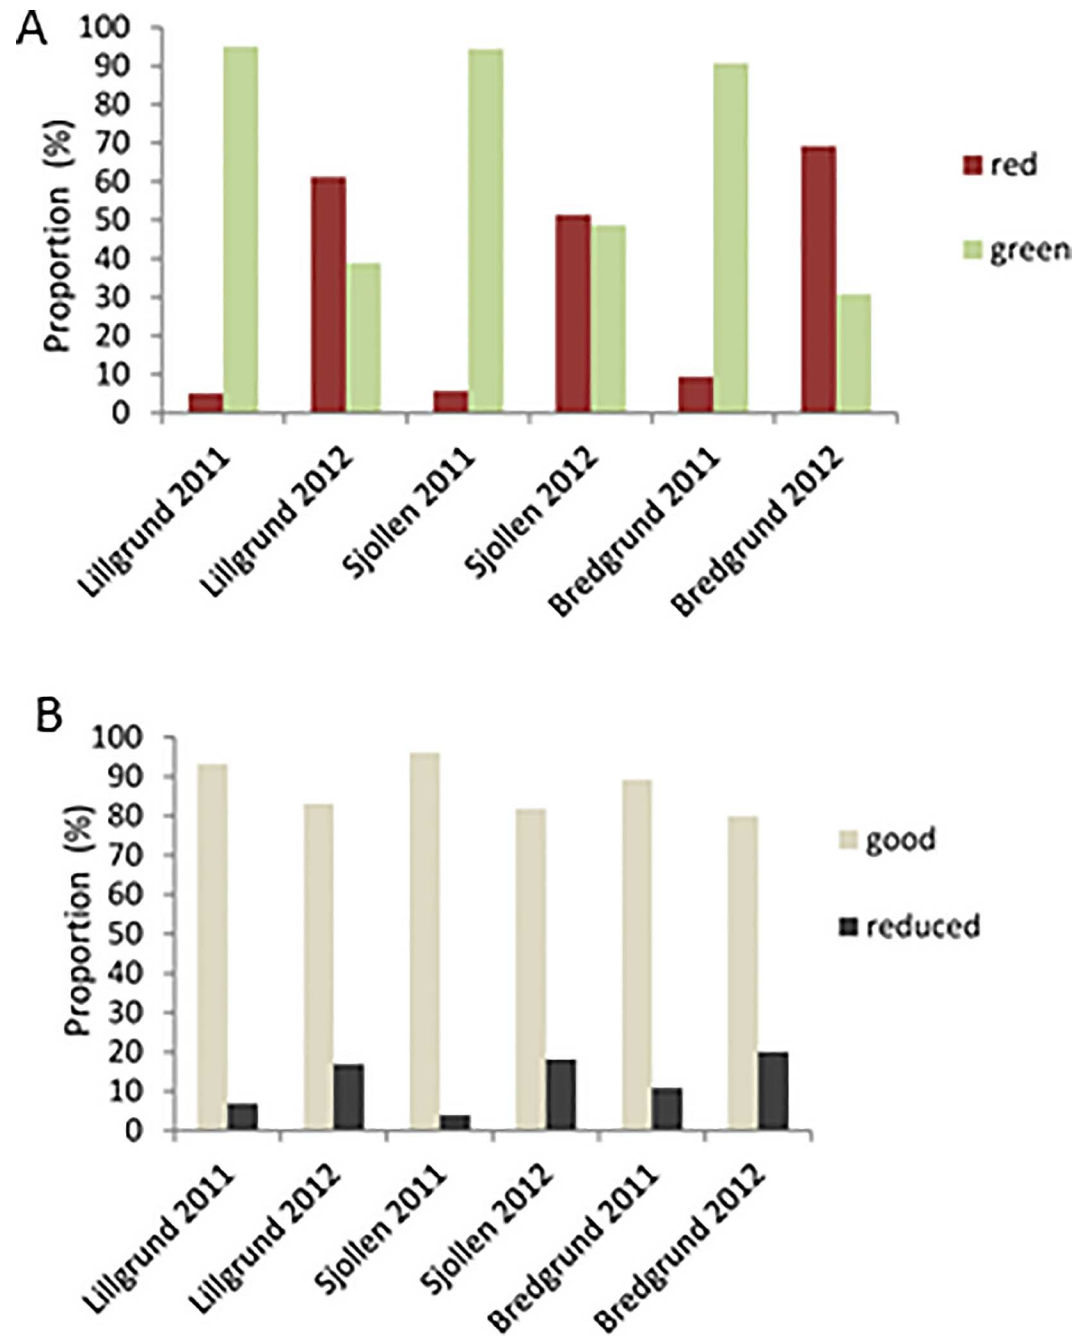 A
100
90
80
70
60
50
40
30
20
10
0
Proportion (%)
red
green
Lillgrund 2011
Lillgrund 2012
Sjollen 2011
Sjollen 2012
Bredgrund 2011
Bredgrund 2012
B
100
90
80
70
60
50
40
30
20
10
0
Proportion (%)
good
reduced
Lillgrund 2011
Lillgrund 2012
Sjollen 2011
Sjollen 2012
Bredgrund 2011
Bredgrund 2012